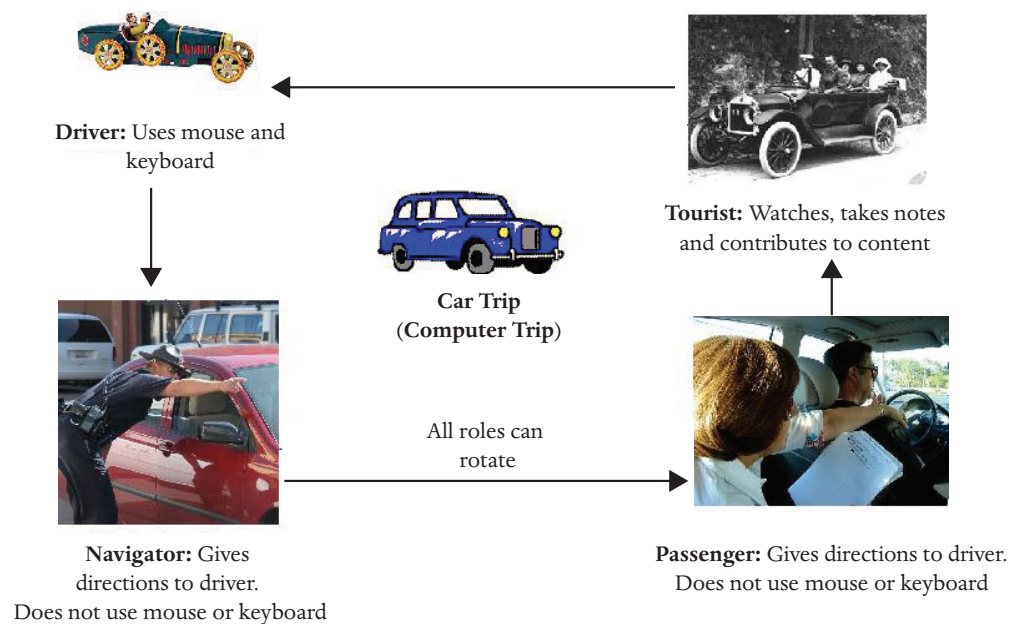 Driver: Uses mouse and
keyboard
Tourist: Watches, takes notes
and contributes to content
Car Trip
(Computer Trip)
All roles can
rotate
Navigator: Gives
directions to driver.
Does not use mouse or keyboard
Passenger: Gives directions to driver.
Does not use mouse or keyboard